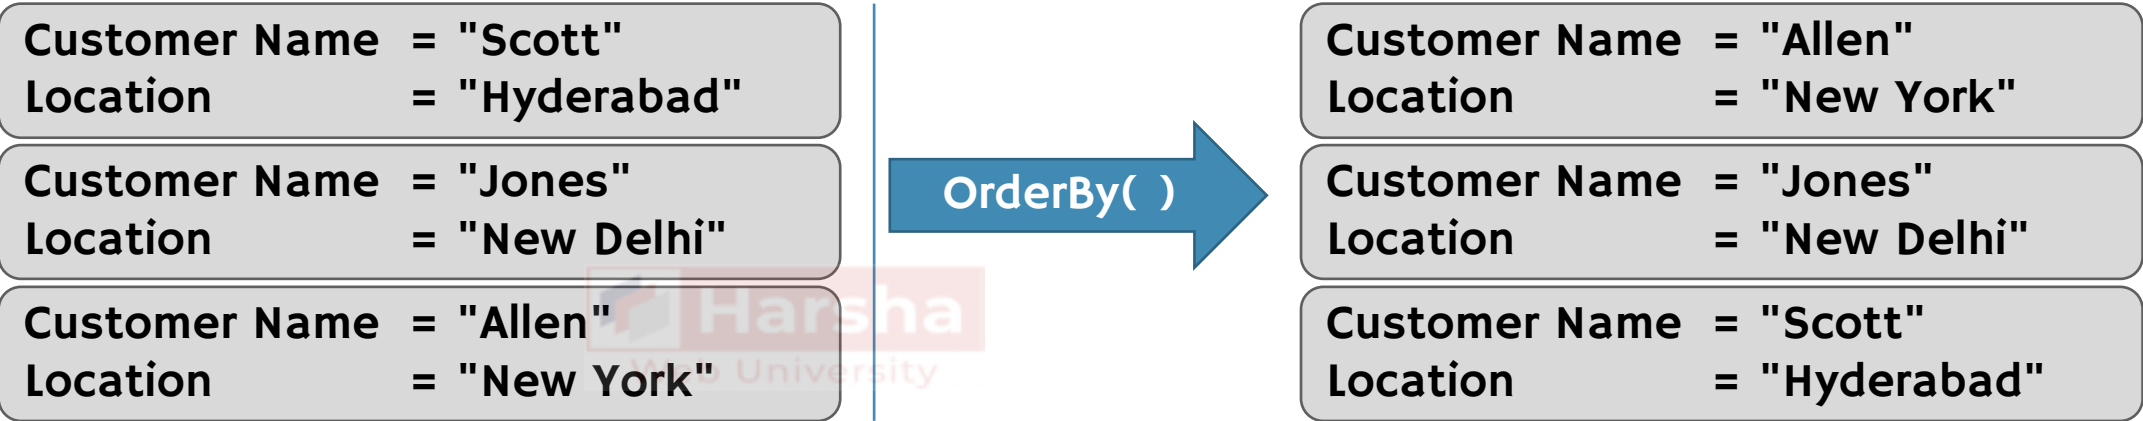 Customer Name = "Scott"
Location = "Hyderabad"
Customer Name = "Jones"
Location = "New Delhi"
Customer Name = "Allen"
Location = "New York"
OrderBy( )
Customer Name = "Allen"
Location = "New York"
Customer Name = "Jones"
Location = "New Delhi"
Customer Name = "Scott"
Location = "Hyderabad"
Harsha
Web University